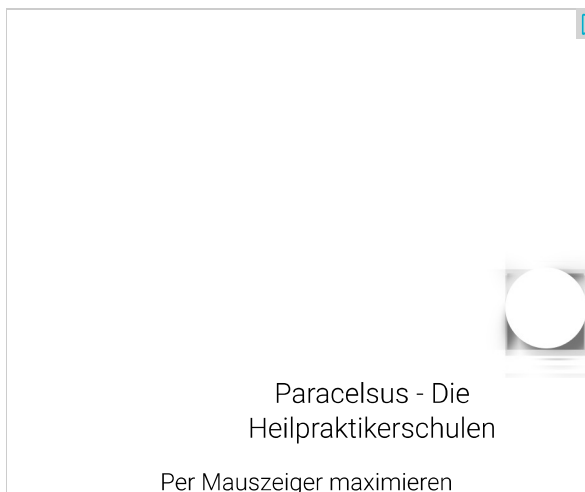 Paracelsus - Die
Heilpraktikerschulen
Per Mauszeiger maximieren